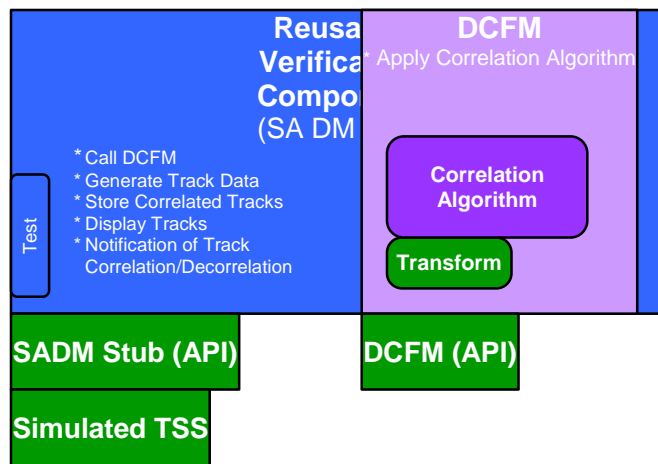 Reusa
Verifica
Compo
(SA DM
DCFM
* Apply Correlation Algorithm
* Call DCFM
* Generate Track Data
* Store Correlated Tracks
* Display Tracks
* Notification of Track
Correlation/Decorrelation
Test
Correlation
Algorithm
Transform
SADM Stub (API)
DCFM (API)
Simulated TSS